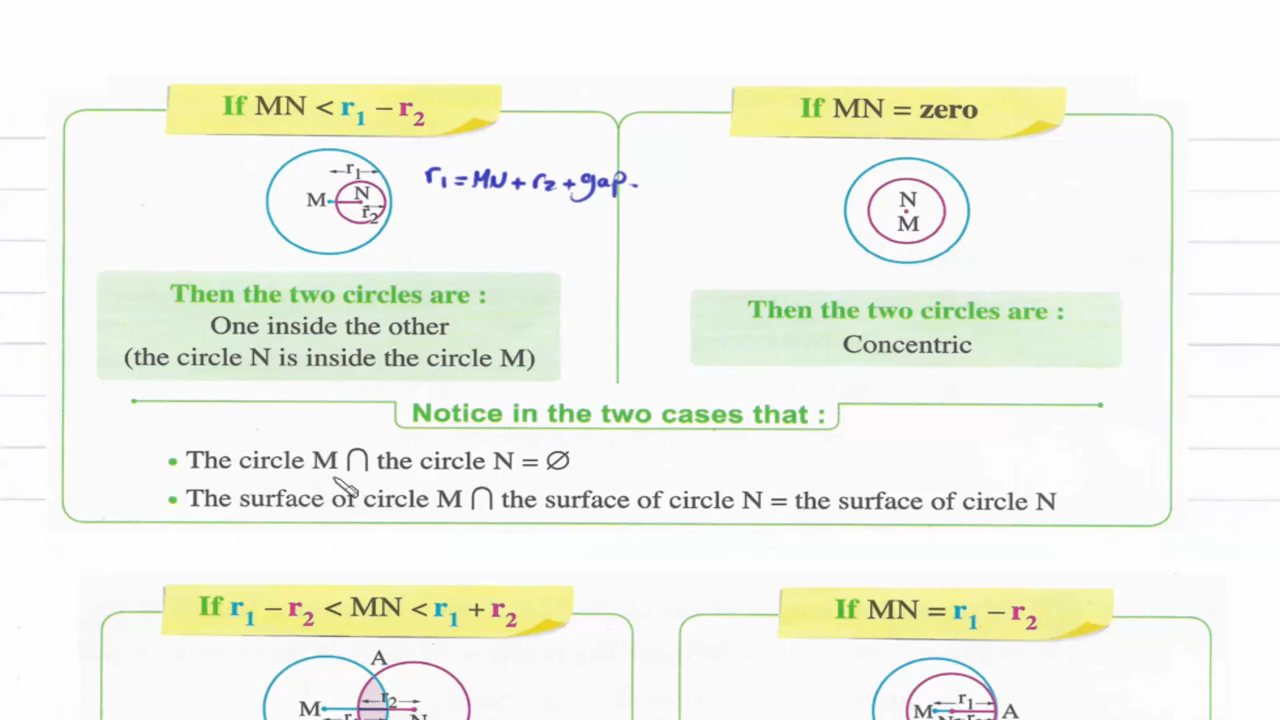 If MN < r₁ − r₂
If MN = zero
r₁
M
N
r₂
r₁ = MN + r₂ + gap.
N
M
Then the two circles are :
One inside the other
(the circle N is inside the circle M)
Then the two circles are :
Concentric
Notice in the two cases that :
• The circle M ⋂ the circle N = ∅
• The surface of circle M ⋂ the surface of circle N = the surface of circle N
If r₁ − r₂ < MN < r₁ + r₂
If MN = r₁ − r₂
A
r₂
M
r₁
M
A